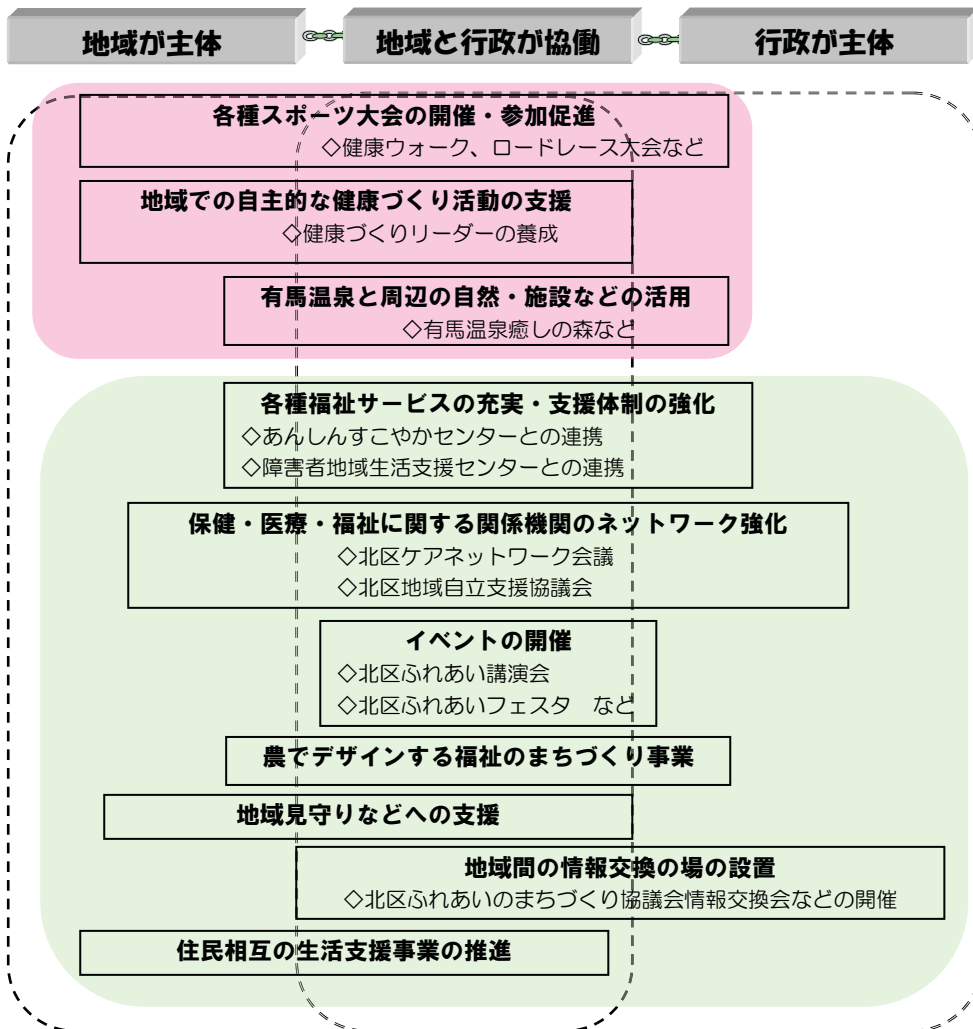 地域が主体
地域と行政が協働
行政が主体
各種スポーツ大会の開催・参加促進
◇健康ウォーク、ロードレース大会など
地域での自主的な健康づくり活動の支援
◇健康づくりリーダーの養成
有馬温泉と周辺の自然・施設などの活用
◇有馬温泉癒しの森など
各種福祉サービスの充実・支援体制の強化
◇あんしんすこやかセンターとの連携
◇障害者地域生活支援センターとの連携
保健・医療・福祉に関する関係機関のネットワーク強化
◇北区ケアネットワーク会議
◇北区地域自立支援協議会
イベントの開催
◇北区ふれあい講演会
◇北区ふれあいフェスタ　など
農でデザインする福祉のまちづくり事業
地域見守りなどへの支援
地域間の情報交換の場の設置
◇北区ふれあいのまちづくり協議会情報交換会などの開催
住民相互の生活支援事業の推進